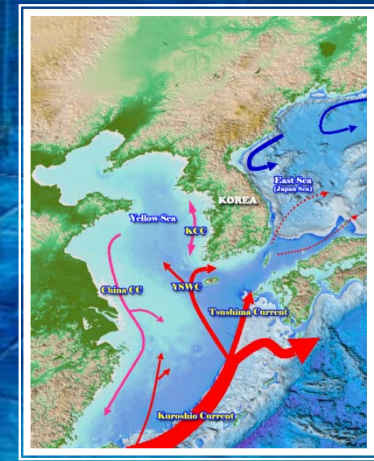 East Sea
(Japan Sea)
KOREA
Yellow Sea
KCC
China CC
YSWC
Tsushima Current
Kuroshio Current